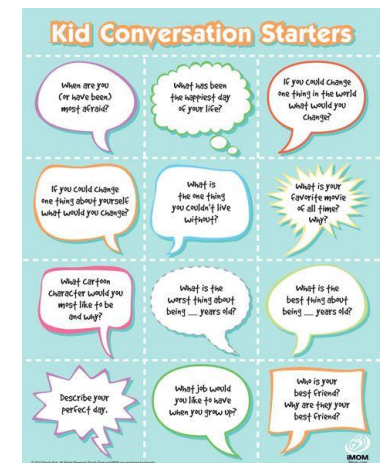 Kid Conversation Starters
When are you
(or have been)
most afraid?
What has been
the happiest day
of your life?
If you could change
one thing in the world
what would you
change?
If you could change
one thing about yourself
what would you change?
What is
the one thing
you couldn't live
without?
What is your
favorite movie
of all time?
Why?
What cartoon
character would you
most like to be
and why?
What is the
worst thing about
being __ years old?
What is the
best thing about
being __ years old?
Describe your
perfect day.
What job would
you like to have
when you grow up?
Who is your
best friend?
Why are they your
best friend?
iMOM